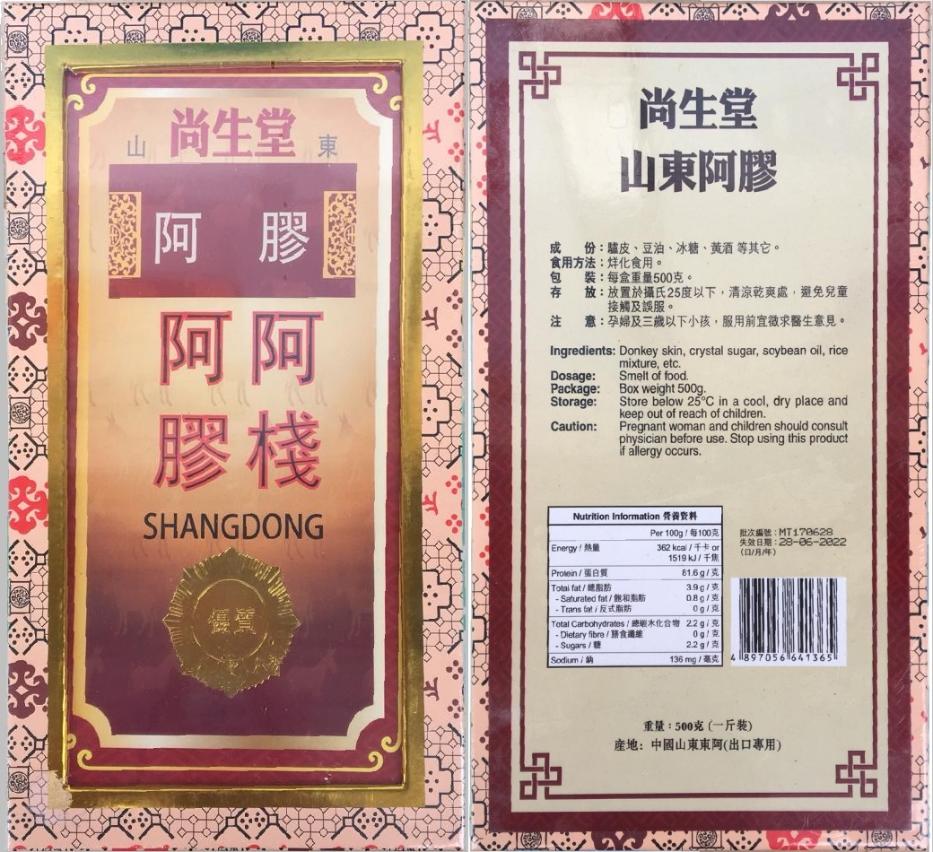 尚生堂
山 東
阿 膠
阿 阿
膠 棧
SHANGDONG
優質
尚生堂
山東阿膠
成 份：驢皮、豆油、冰糖、黃酒 等其它。
食用方法：烊化食用。
包 裝：每盒重量500克。
存 放：放置於攝氏25度以下，清涼乾爽處，避免兒童
接觸及誤服。
注 意：孕婦及三歲以下小孩，服用前宜徵求醫生意見。
Ingredients: Donkey skin, crystal sugar, soybean oil, rice
mixture, etc.
Dosage: Smelt of food.
Package: Box weight 500g.
Storage: Store below 25°C in a cool, dry place and
keep out of reach of children.
Caution: Pregnant woman and children should consult
physician before use. Stop using this product
if allergy occurs.
Nutrition Information 營養資料
Per 100g / 每100克
Energy / 熱量 362 kcal / 千卡 or
1519 kJ / 千焦
Protein / 蛋白質 81.6 g / 克
Total fat / 總脂肪 3.9 g / 克
- Saturated fat / 飽和脂肪 0.8 g / 克
- Trans fat / 反式脂肪 0 g / 克
Total Carbohydrates / 總碳水化合物 2.2 g / 克
- Dietary fibre / 膳食纖維 0 g / 克
- Sugars / 糖 2.2 g / 克
Sodium / 鈉 136 mg / 毫克
批次編號：MT170628
失效日期：28-06-2022
(日/月/年)
4 897056 641365
重量：500克 (一斤裝)
產地：中國山東東阿(出口專用)